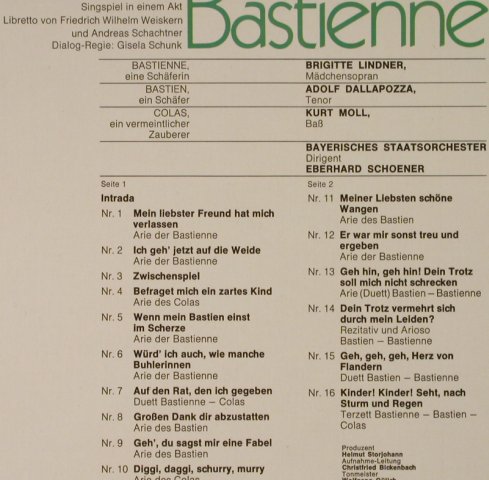 Singspiel in einem Akt
Libretto von Friedrich Wilhelm Weiskern
und Andreas Schachtner
Dialog-Regie: Gisela Schunk
Bastienne
BASTIENNE,
eine Schäferin
BRIGITTE LINDNER,
Mädchensopran
BASTIEN,
ein Schäfer
ADOLF DALLAPOZZA,
Tenor
COLAS,
ein vermeintlicher
Zauberer
KURT MOLL,
Baß
BAYERISCHES STAATSORCHESTER
Dirigent
EBERHARD SCHOENER
Seite 1
Intrada
Nr. 1 Mein liebster Freund hat mich
verlassen
Arie der Bastienne
Nr. 2 Ich geh' jetzt auf die Weide
Arie der Bastienne
Nr. 3 Zwischenspiel
Nr. 4 Befraget mich ein zartes Kind
Arie des Colas
Nr. 5 Wenn mein Bastien einst
im Scherze
Arie der Bastienne
Nr. 6 Würd' ich auch, wie manche
Buhlerinnen
Arie der Bastienne
Nr. 7 Auf den Rat, den ich gegeben
Duett Bastienne – Colas
Nr. 8 Großen Dank dir abzustatten
Arie des Bastien
Nr. 9 Geh', du sagst mir eine Fabel
Arie des Bastien
Nr. 10 Diggi, daggi, schurry, murry
Arie des Colas
Seite 2
Nr. 11 Meiner Liebsten schöne
Wangen
Arie des Bastien
Nr. 12 Er war mir sonst treu und
ergeben
Arie der Bastienne
Nr. 13 Geh hin, geh hin! Dein Trotz
soll mich nicht schrecken
Arie (Duett) Bastien – Bastienne
Nr. 14 Dein Trotz vermehrt sich
durch mein Leiden?
Rezitativ und Arioso
Bastien – Bastienne
Nr. 15 Geh, geh, geh, Herz von
Flandern
Duett Bastien – Bastienne
Nr. 16 Kinder! Kinder! Seht, nach
Sturm und Regen
Terzett Bastienne – Bastien –
Colas
Produzent
Helmut Storjohann
Aufnahme-Leitung
Christfried Bickenbach
Tonmeister